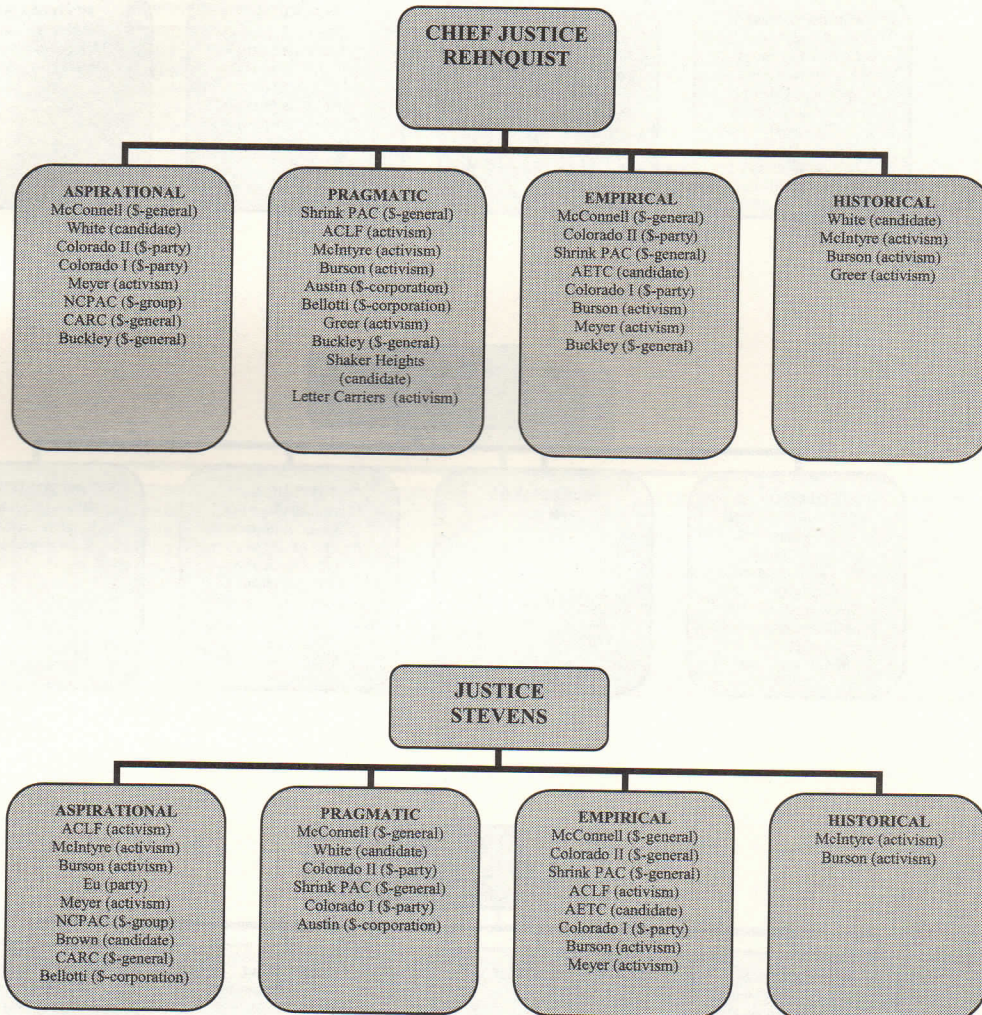 CHIEF JUSTICE
REHNQUIST
ASPIRATIONAL
McConnell ($-general)
White (candidate)
Colorado II ($-party)
Colorado I ($-party)
Meyer (activism)
NCPAC ($-group)
CARC ($-general)
Buckley ($-general)
PRAGMATIC
Shrink PAC ($-general)
ACLF (activism)
McIntyre (activism)
Burson (activism)
Austin ($-corporation)
Bellotti ($-corporation)
Greer (activism)
Buckley ($-general)
Shaker Heights
(candidate)
Letter Carriers (activism)
EMPIRICAL
McConnell ($-general)
Colorado II ($-party)
Shrink PAC ($-general)
AETC (candidate)
Colorado I ($-party)
Burson (activism)
Meyer (activism)
Buckley ($-general)
HISTORICAL
White (candidate)
McIntyre (activism)
Burson (activism)
Greer (activism)
JUSTICE
STEVENS
ASPIRATIONAL
ACLF (activism)
McIntyre (activism)
Burson (activism)
Eu (party)
Meyer (activism)
NCPAC ($-group)
Brown (candidate)
CARC ($-general)
Bellotti ($-corporation)
PRAGMATIC
McConnell ($-general)
White (candidate)
Colorado II ($-party)
Shrink PAC ($-general)
Colorado I ($-party)
Austin ($-corporation)
EMPIRICAL
McConnell ($-general)
Colorado II ($-general)
Shrink PAC ($-general)
ACLF (activism)
AETC (candidate)
Colorado I ($-party)
Burson (activism)
Meyer (activism)
HISTORICAL
McIntyre (activism)
Burson (activism)